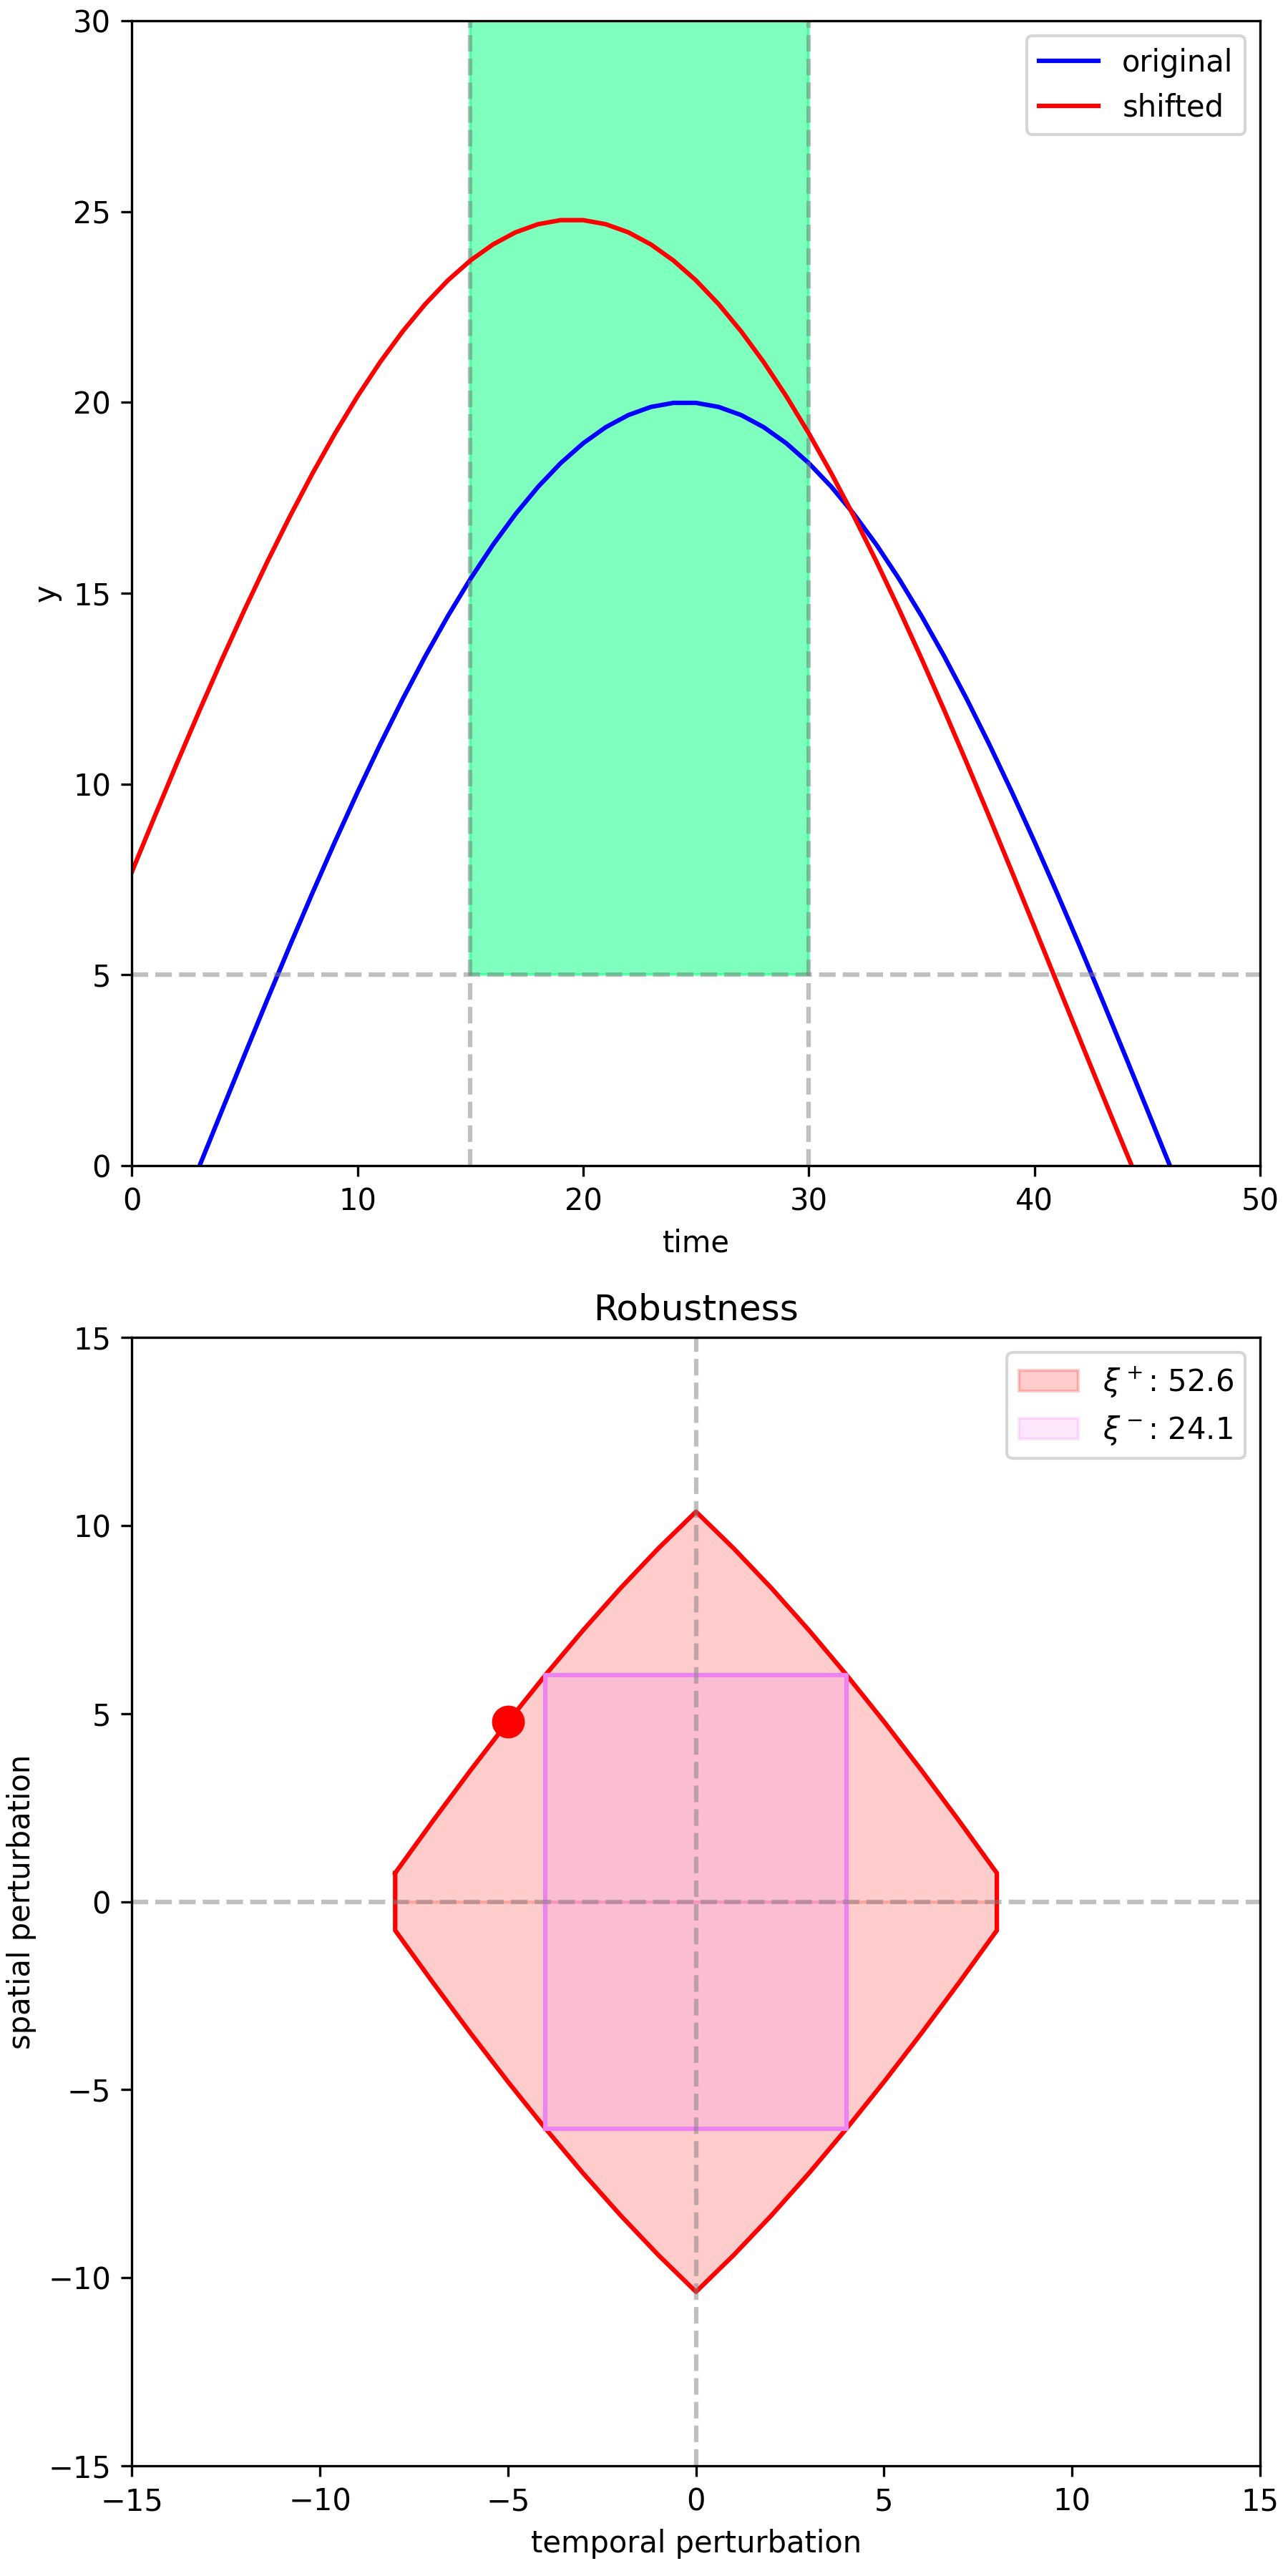 30
25
20
15
10
5
0
y
original
shifted
0 10 20 30 40 50
time
Robustness
15
10
5
0
−5
−10
−15
spatial perturbation
ξ⁺: 52.6
ξ⁻: 24.1
−15 −10 −5 0 5 10 15
temporal perturbation